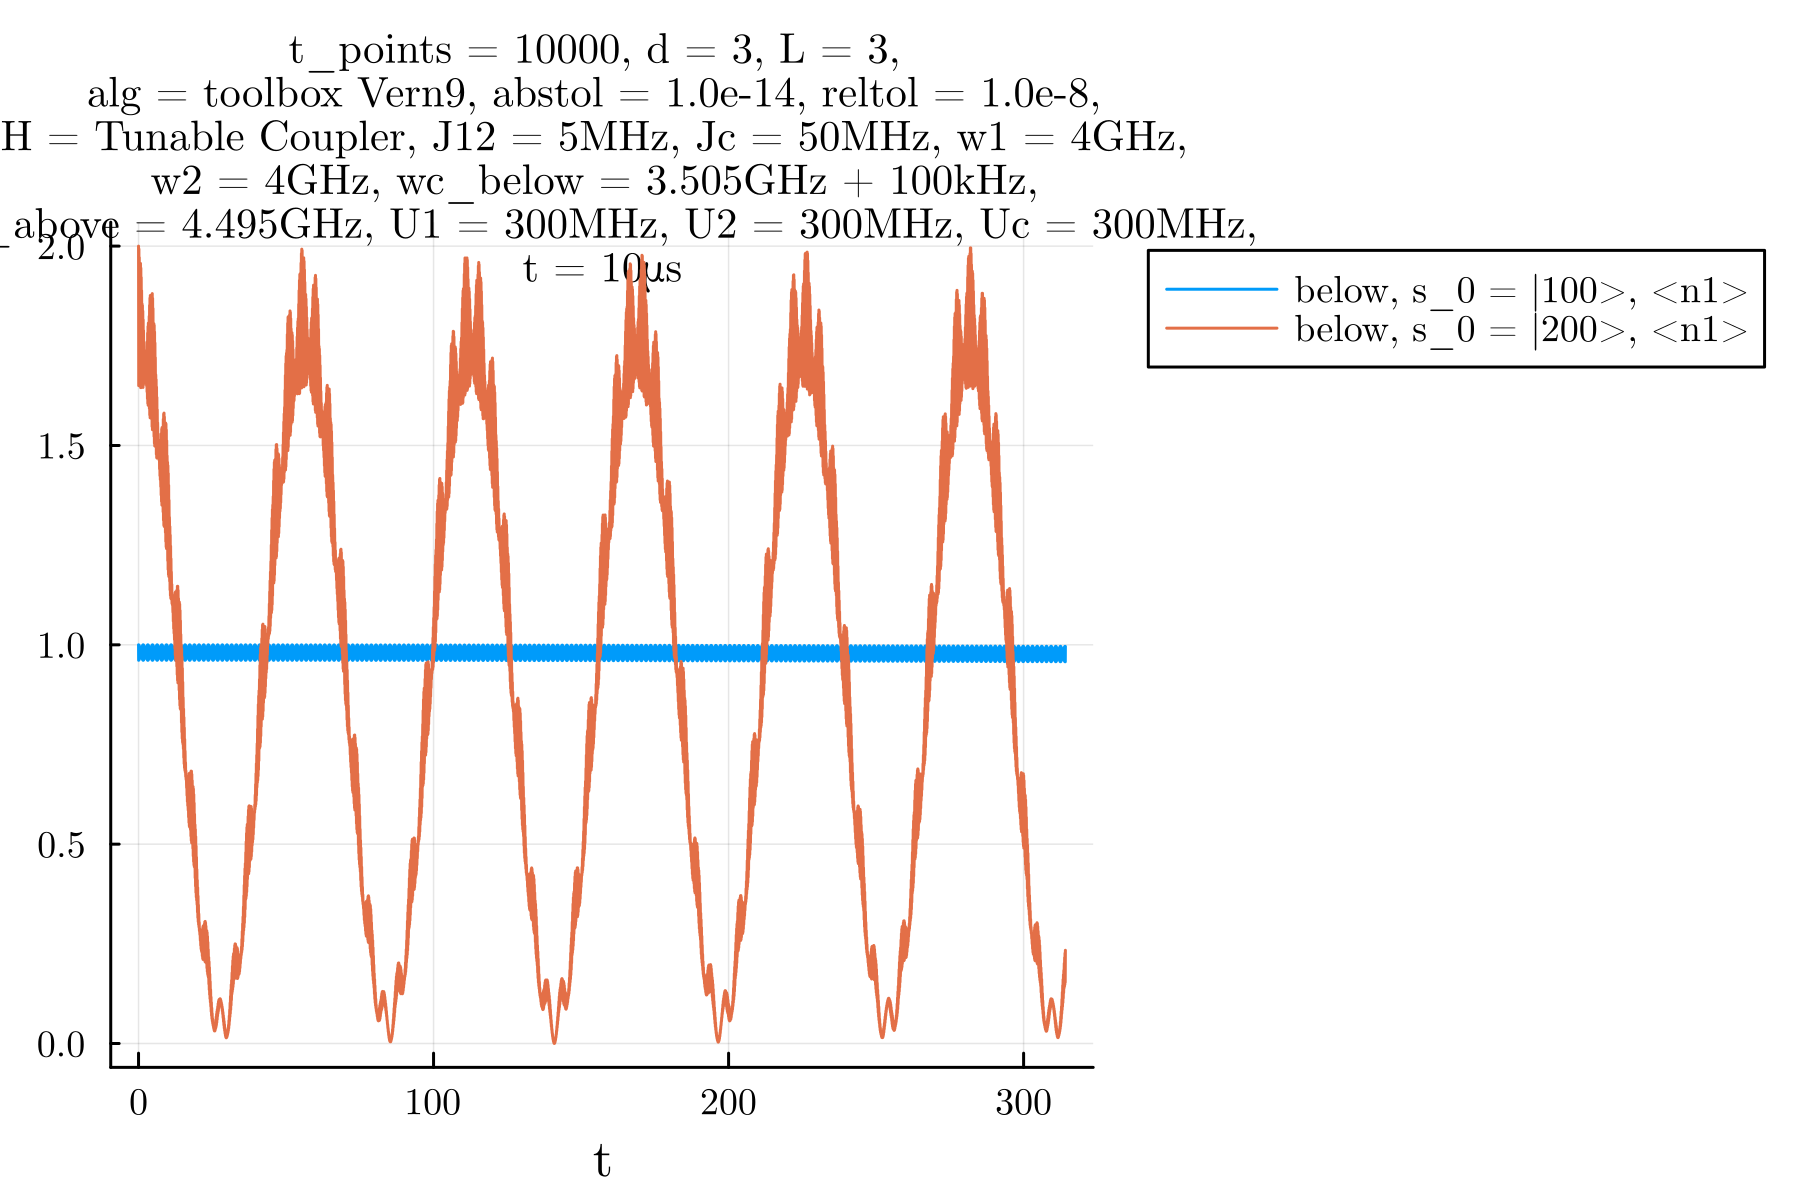 t_points = 10000, d = 3, L = 3,
alg = toolbox Vern9, abstol = 1.0e-14, reltol = 1.0e-8,
H = Tunable Coupler, J12 = 5MHz, Jc = 50MHz, w1 = 4GHz,
w2 = 4GHz, wc_below = 3.505GHz + 100kHz,
_above = 4.495GHz, U1 = 300MHz, U2 = 300MHz, Uc = 300MHz,
t = 10μs
below, s_0 = |100>, <n1>
below, s_0 = |200>, <n1>
2.0
1.5
1.0
0.5
0.0
0 100 200 300
t